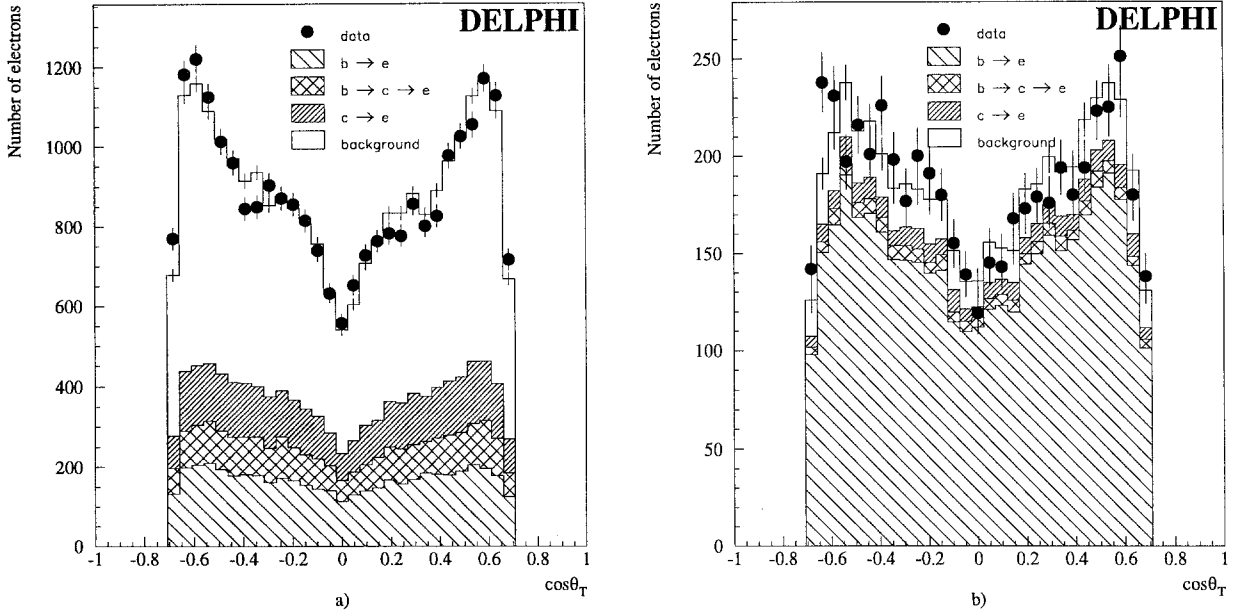 DELPHI
Number of electrons
data
b → e
b → c → e
c → e
background
1200
1000
800
600
400
200
0
-1 -0.8 -0.6 -0.4 -0.2 0 0.2 0.4 0.6 0.8 1
cosθ_T
a)
DELPHI
Number of electrons
data
b → e
b → c → e
c → e
background
250
200
150
100
50
0
-1 -0.8 -0.6 -0.4 -0.2 0 0.2 0.4 0.6 0.8 1
cosθ_T
b)